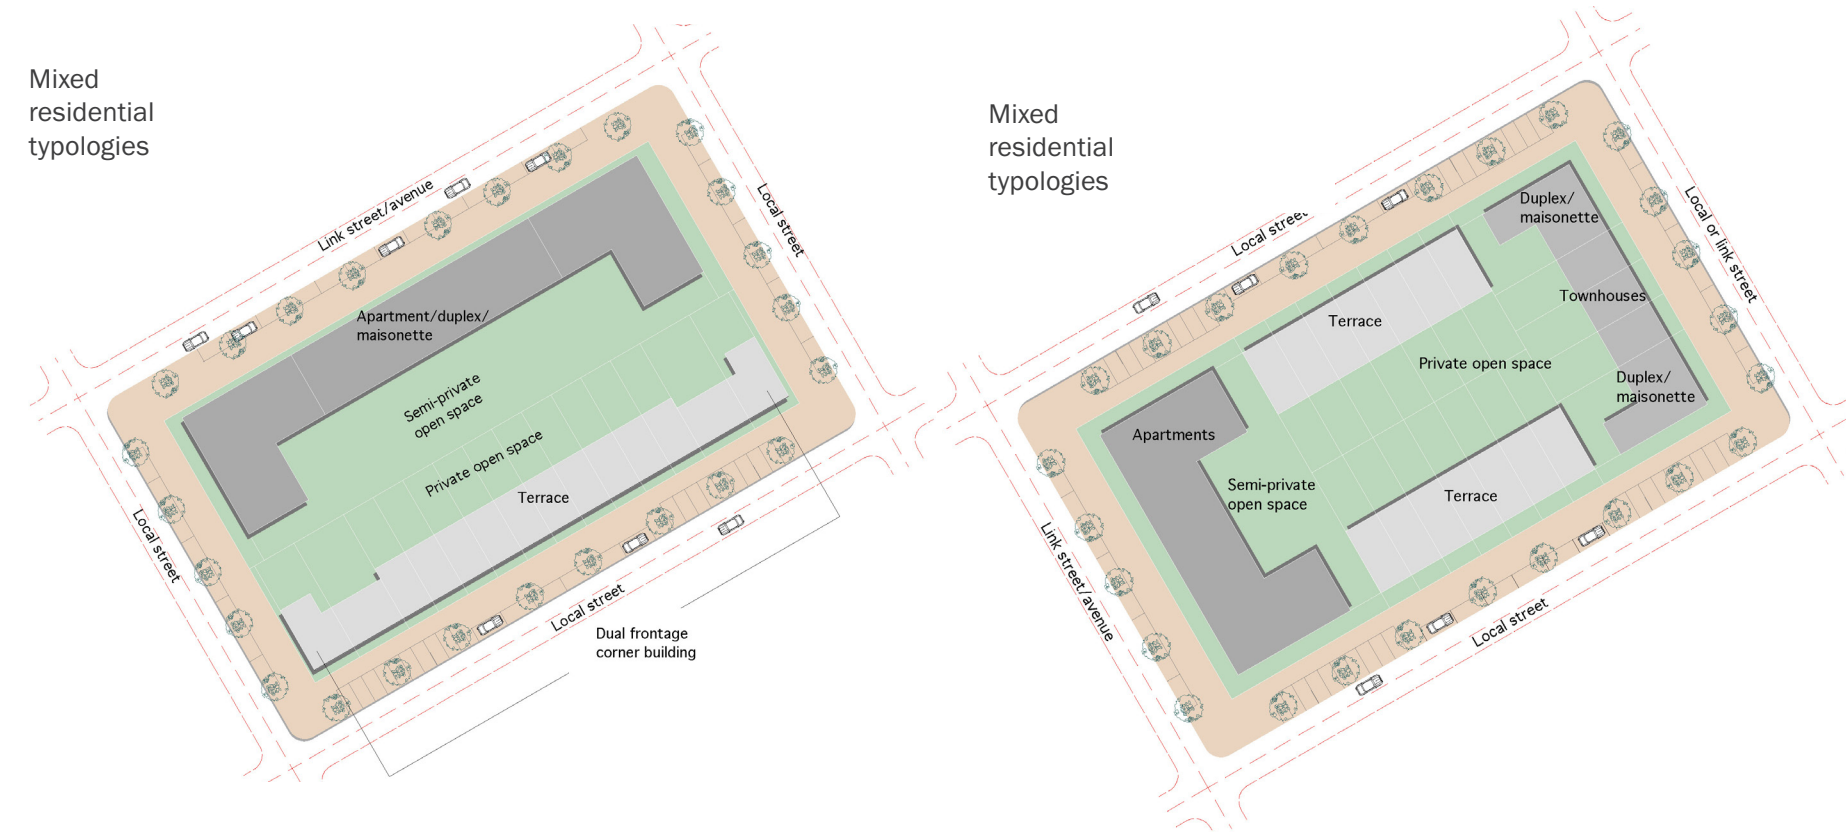 Mixed
residential
typologies
Link street/avenue
Local street
Apartment/duplex/
maisonette
Semi-private
open space
Private open space
Terrace
Local street
Local street
Dual frontage
corner building
Mixed
residential
typologies
Local street
Duplex/
maisonette
Local or link street
Townhouses
Terrace
Private open space
Duplex/
maisonette
Apartments
Semi-private
open space
Terrace
Link street/avenue
Local street